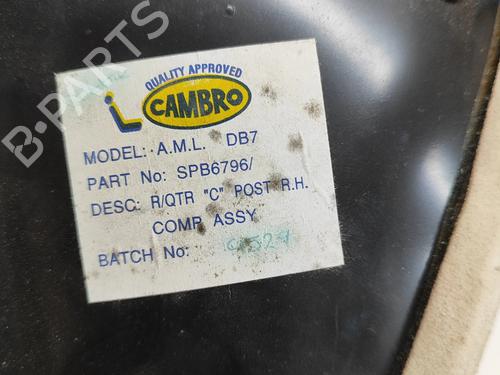 B-PARTS
QUALITY APPROVED
CAMBRO
MODEL: A.M.L. DB7
PART No: SPB6796/
DESC: R/QTR "C" POST R.H.
COMP ASSY
BATCH No: